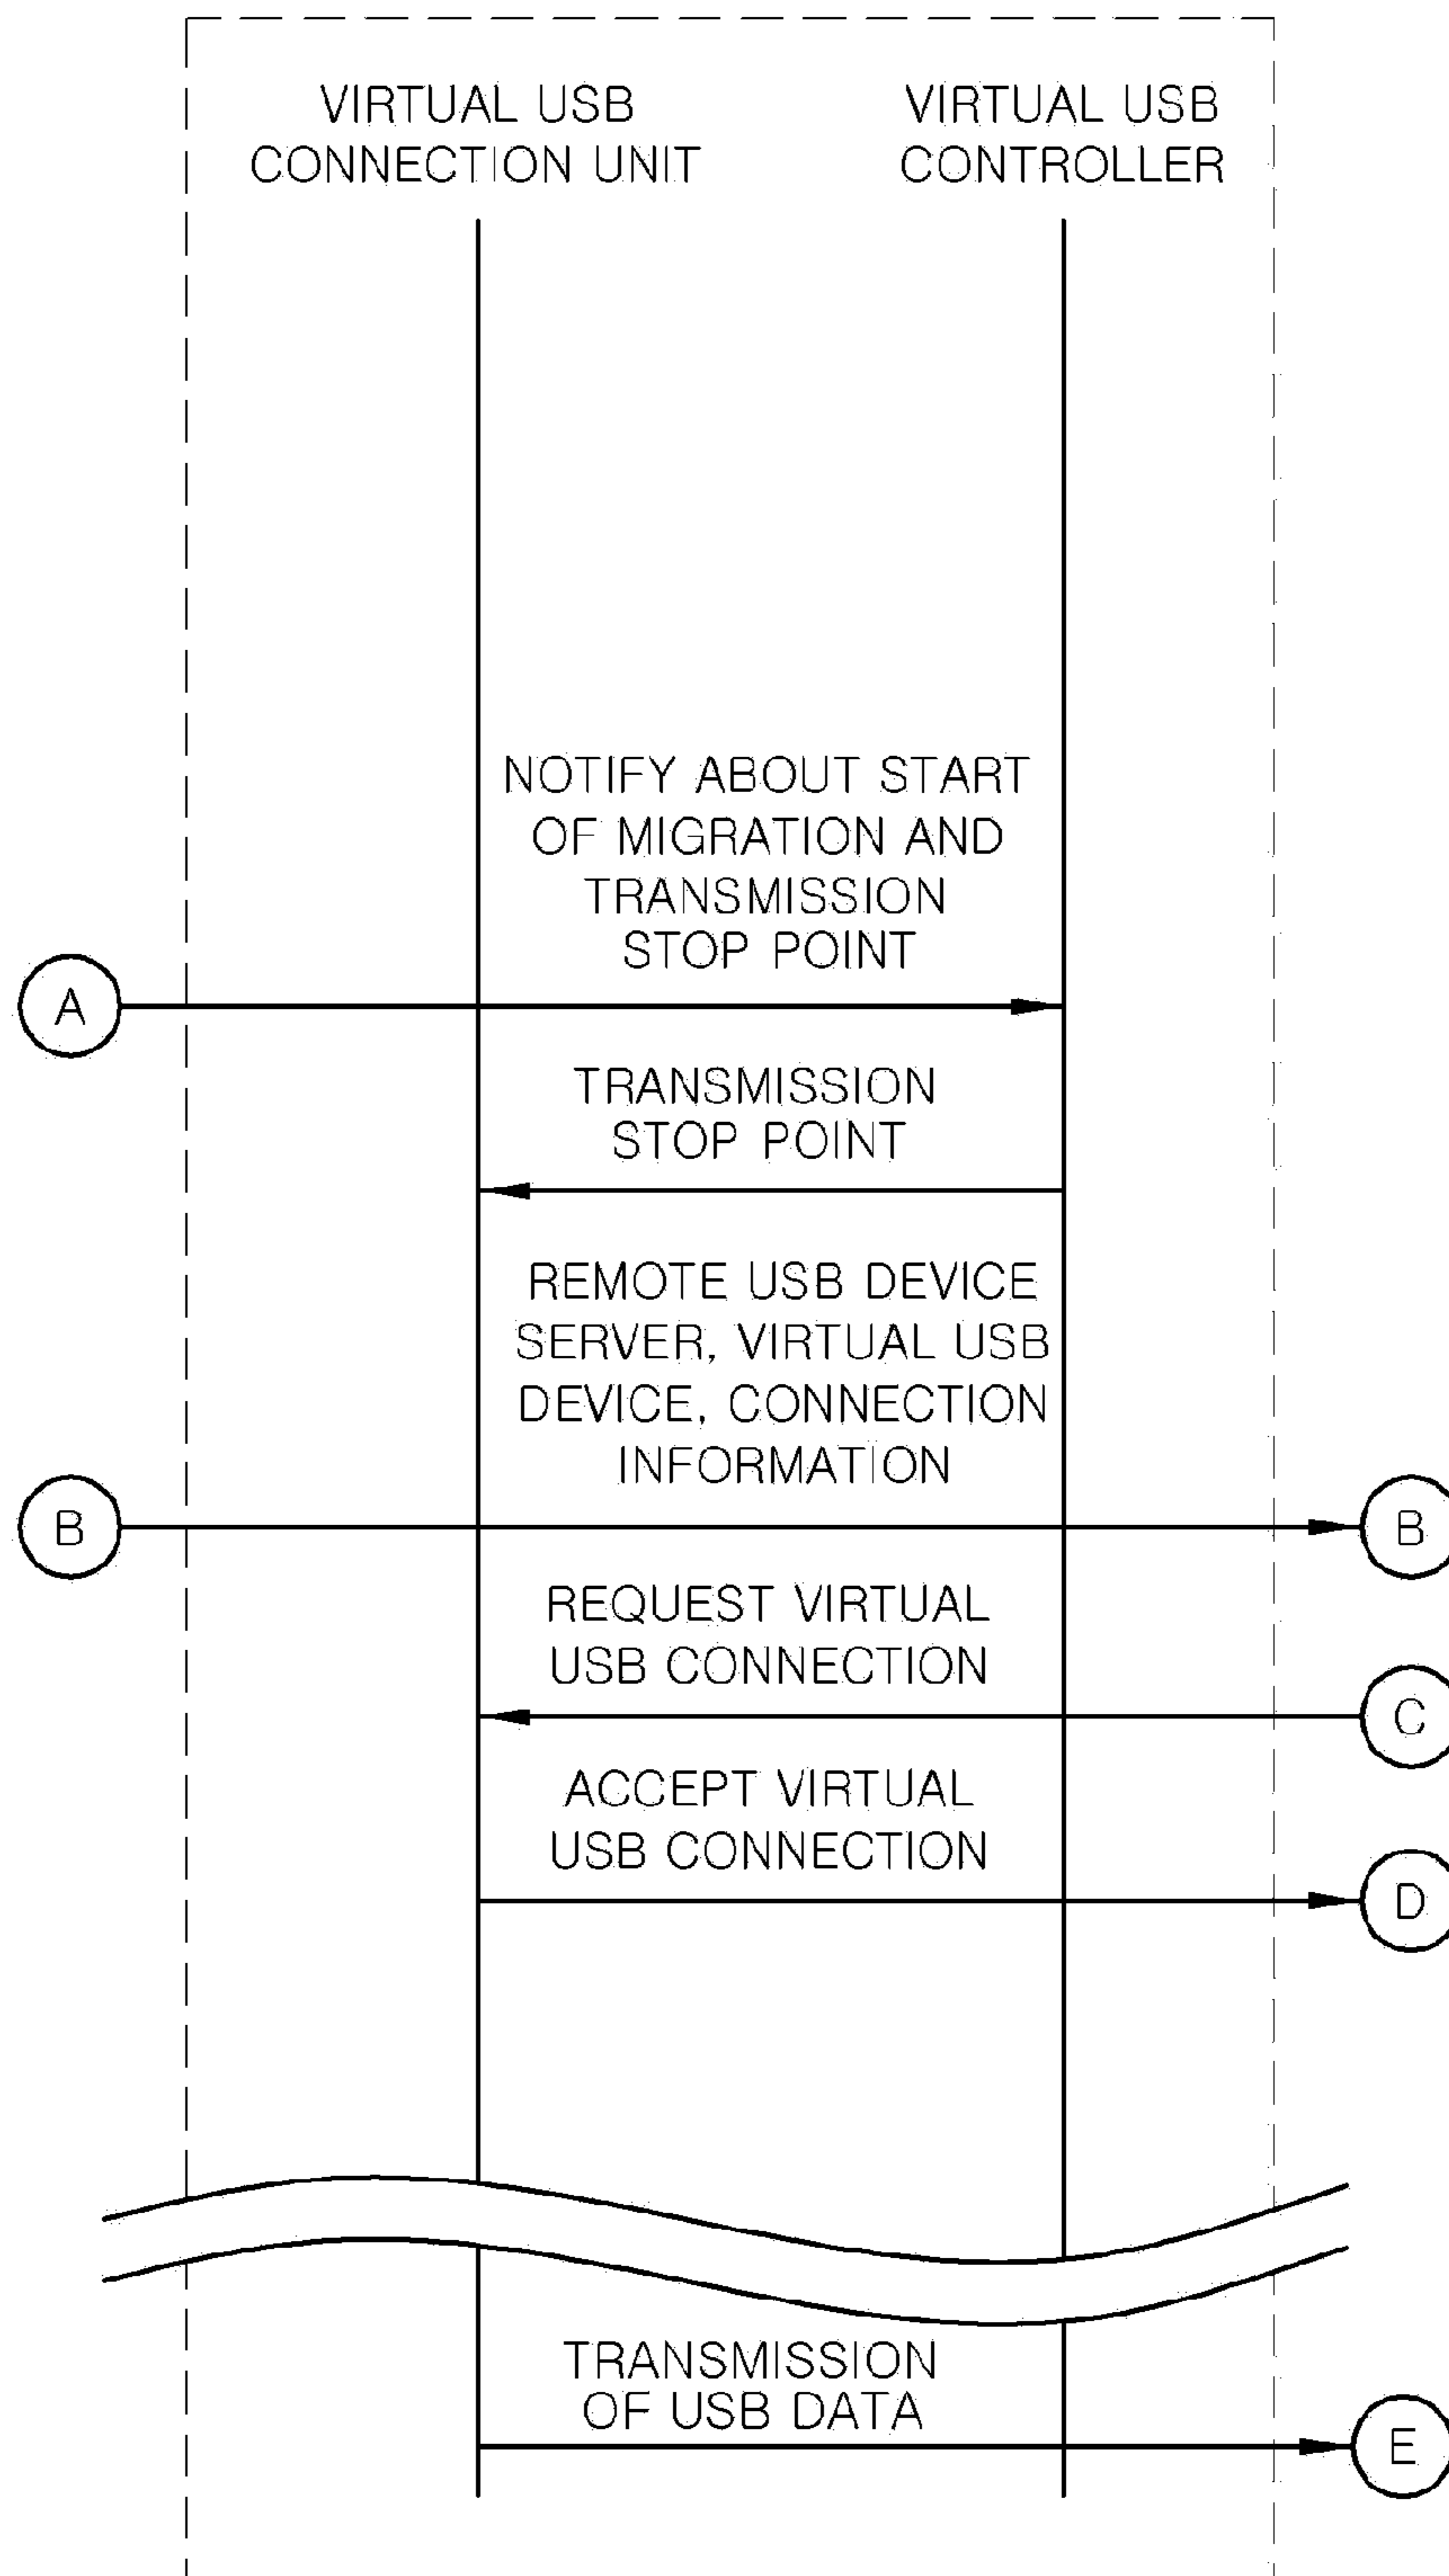 VIRTUAL USB
CONNECTION UNIT
VIRTUAL USB
CONTROLLER
NOTIFY ABOUT START
OF MIGRATION AND
TRANSMISSION
STOP POINT
A
TRANSMISSION
STOP POINT
REMOTE USB DEVICE
SERVER, VIRTUAL USB
DEVICE, CONNECTION
INFORMATION
B
B
REQUEST VIRTUAL
USB CONNECTION
C
ACCEPT VIRTUAL
USB CONNECTION
D
TRANSMISSION
OF USB DATA
E